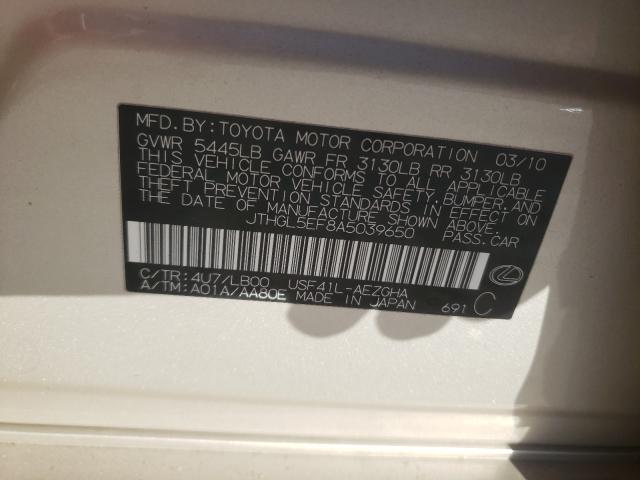 MFD. BY: TOYOTA MOTOR CORPORATION 03/10
GVWR 5445LB GAWR FR 3130LB RR 3130LB
THIS VEHICLE CONFORMS TO ALL APPLICABLE
FEDERAL MOTOR VEHICLE SAFETY, BUMPER, AND
THEFT PREVENTION STANDARDS IN EFFECT ON
THE DATE OF MANUFACTURE SHOWN ABOVE.
JTHGL5EF8A5039650 PASS.CAR
C/TR: 4U7/LB00 USF41L-AEZGHA
A/TM: A01A/AA80E MADE IN JAPAN 691 C